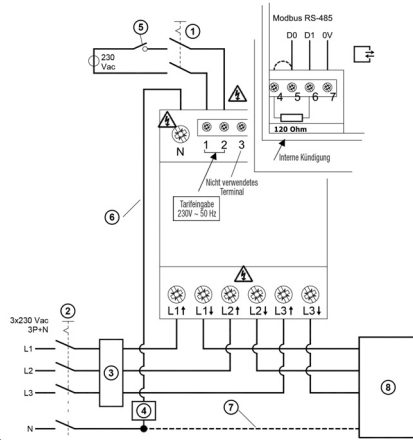 Modbus RS-485
D0 D1 0V
4 5 6 7
120 Ohm
Interne Kündigung
5
1
230
Vac
N
1 2 3
Nicht verwendetes
Terminal
Tarifeingabe
230V ~ 50 Hz
6
2
3x230 Vac
3P+N
L1↑ L1↓ L2↑ L2↓ L3↑ L3↓
L1
L2
L3
N
3
4
7
8